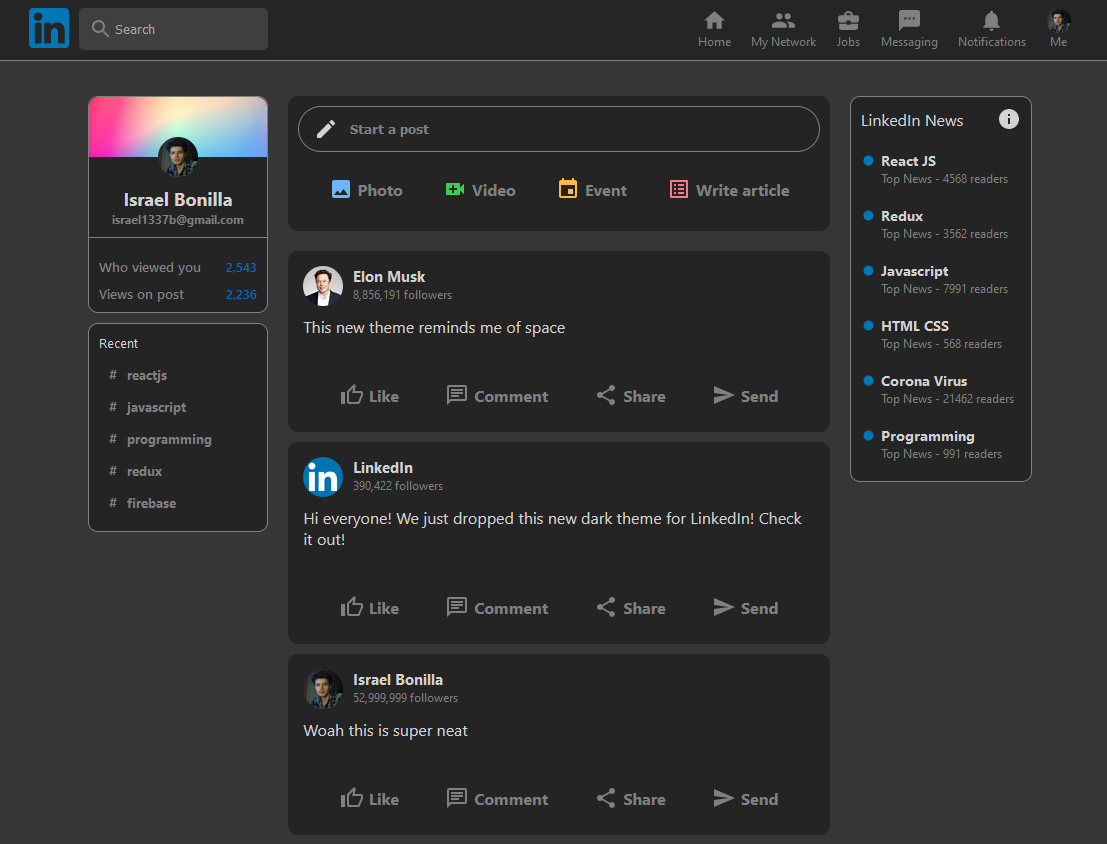 in
Search
Home
My Network
Jobs
Messaging
Notifications
Me
Israel Bonilla
israel1337b@gmail.com
Who viewed you 2,543
Views on post 2,236
Recent
# reactjs
# javascript
# programming
# redux
# firebase
Start a post
Photo
Video
Event
Write article
Elon Musk
8,856,191 followers
This new theme reminds me of space
Like
Comment
Share
Send
in
LinkedIn
390,422 followers
Hi everyone! We just dropped this new dark theme for LinkedIn! Check
it out!
Like
Comment
Share
Send
Israel Bonilla
52,999,999 followers
Woah this is super neat
Like
Comment
Share
Send
LinkedIn News
React JS
Top News - 4568 readers
Redux
Top News - 3562 readers
Javascript
Top News - 7991 readers
HTML CSS
Top News - 568 readers
Corona Virus
Top News - 21462 readers
Programming
Top News - 991 readers